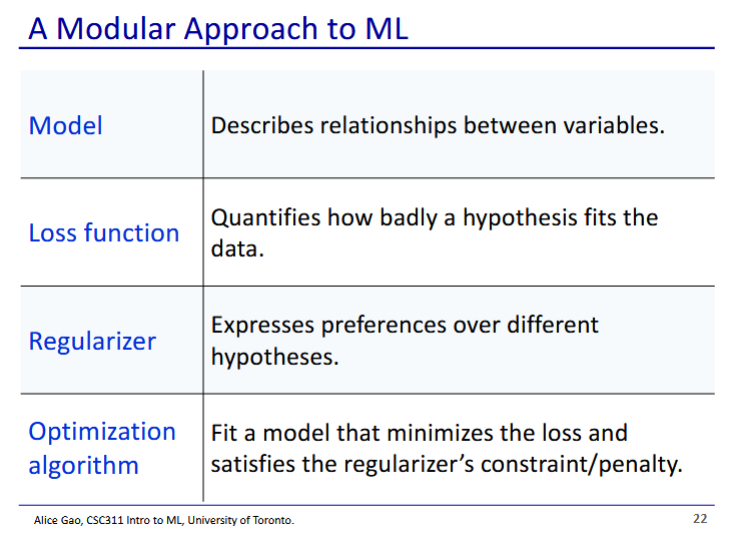 A Modular Approach to ML
Model
Describes relationships between variables.
Loss function
Quantifies how badly a hypothesis fits the
data.
Regularizer
Expresses preferences over different
hypotheses.
Optimization
algorithm
Fit a model that minimizes the loss and
satisfies the regularizer’s constraint/penalty.
Alice Gao, CSC311 Intro to ML, University of Toronto.
22